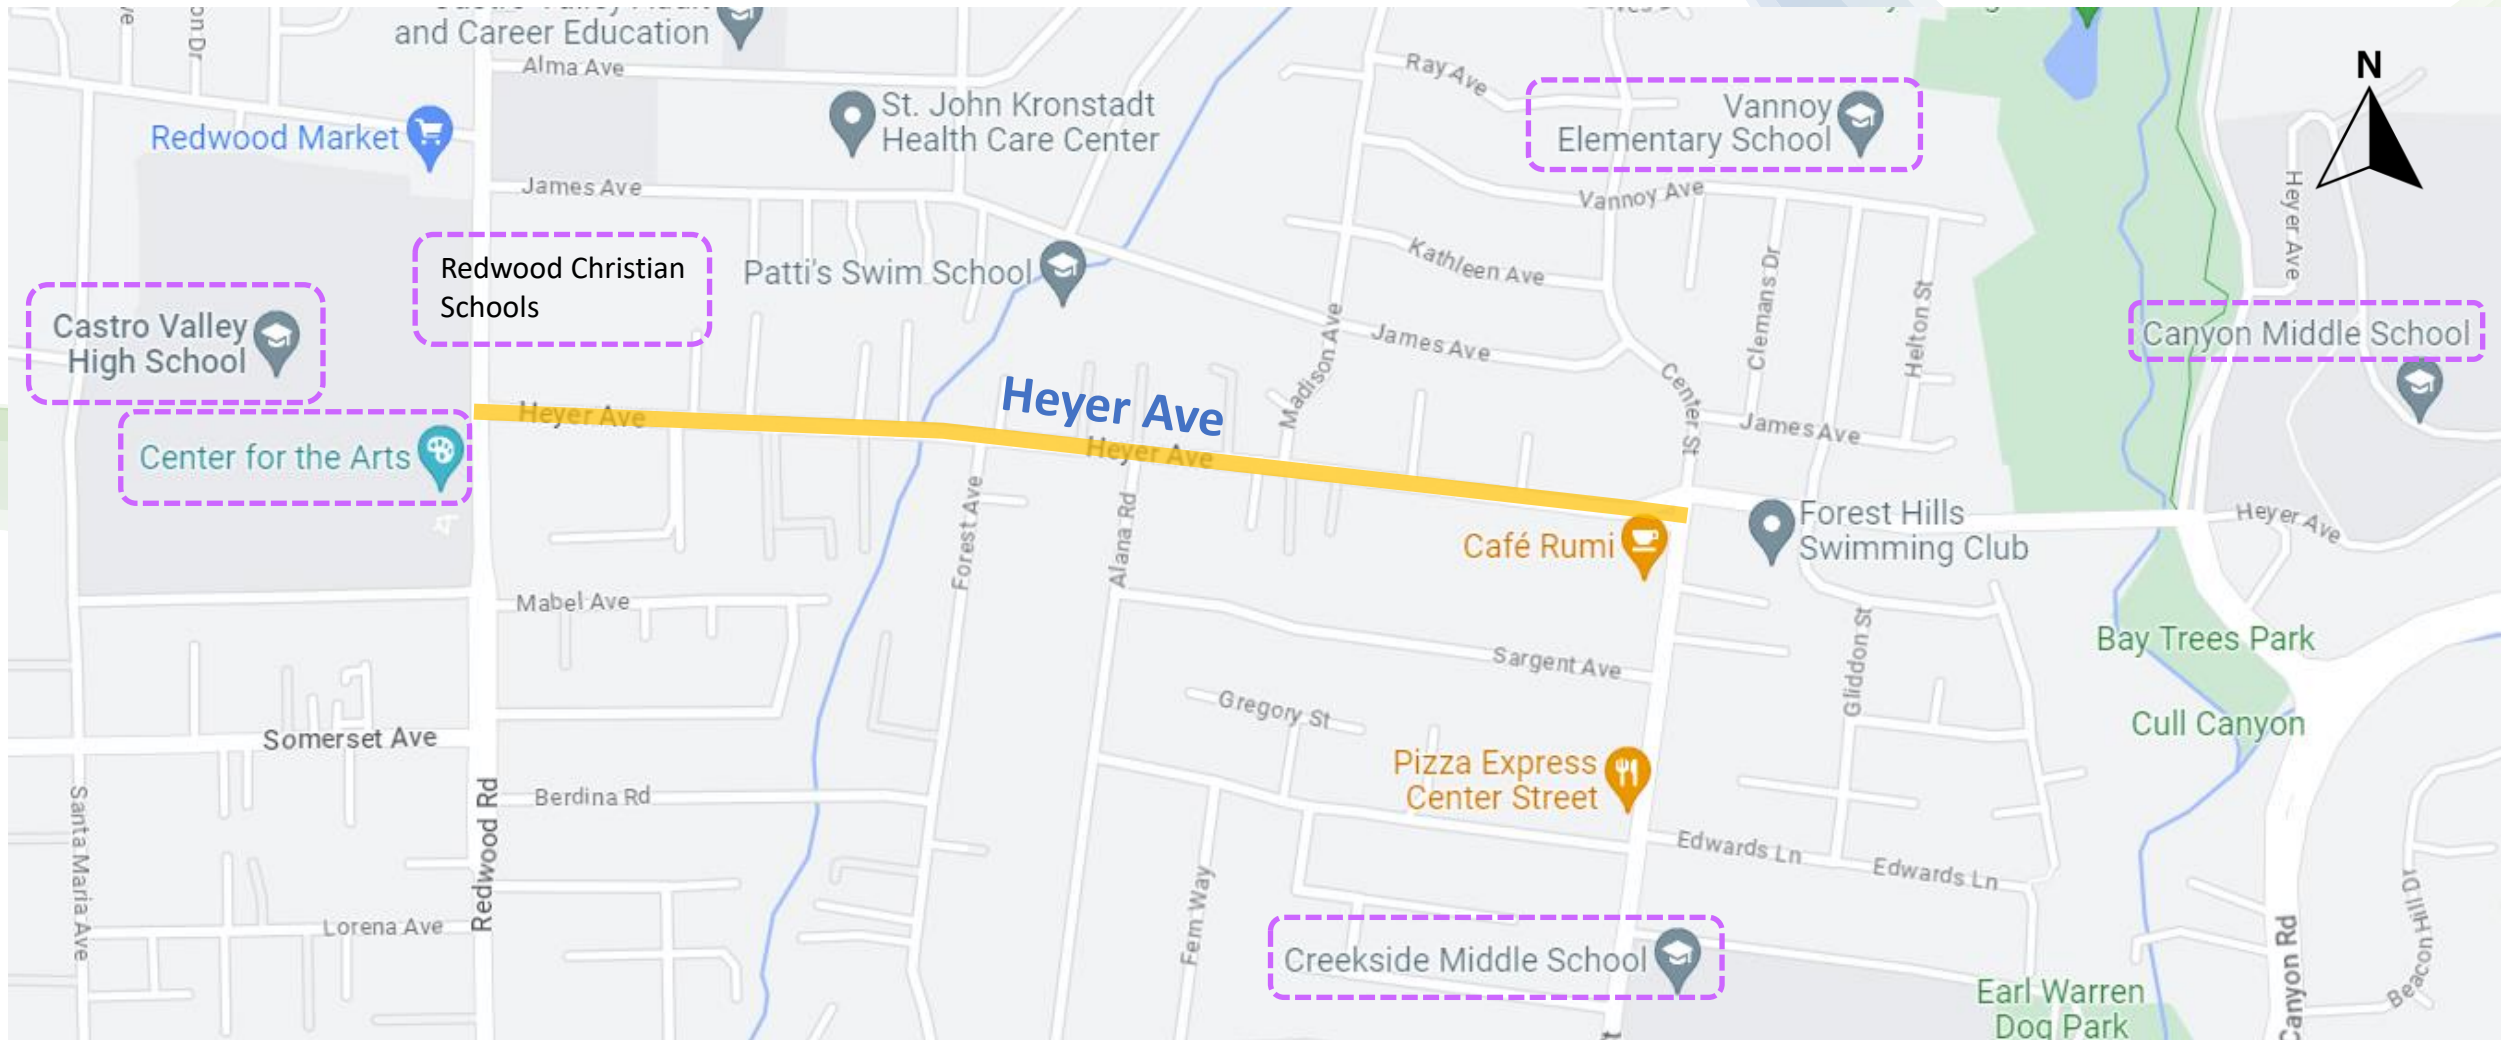 and Career Education
Alma Ave
Ray Ave
N
Redwood Market
St. John Kronstadt
Health Care Center
Vannoy
Elementary School
James Ave
Vannoy Ave
Heyer Ave
Redwood Christian
Schools
Patti's Swim School
Kathleen Ave
Castro Valley
High School
Madison Ave
James Ave
Clemans Dr
Helton St
Canyon Middle School
Center St
Heyer Ave
Heyer Ave
Heyer Ave
James Ave
Center for the Arts
Forest Ave
Alana Rd
Café Rumi
Forest Hills
Swimming Club
Heyer Ave
Mabel Ave
Sargent Ave
Gliddon St
Bay Trees Park
Gregory St
Cull Canyon
Somerset Ave
Santa Maria Ave
Redwood Rd
Berdina Rd
Pizza Express
Center Street
Edwards Ln
Edwards Ln
Fern Way
Lorena Ave
Creekside Middle School
Beacon Hill Dr
Canyon Rd
Earl Warren
Dog Park